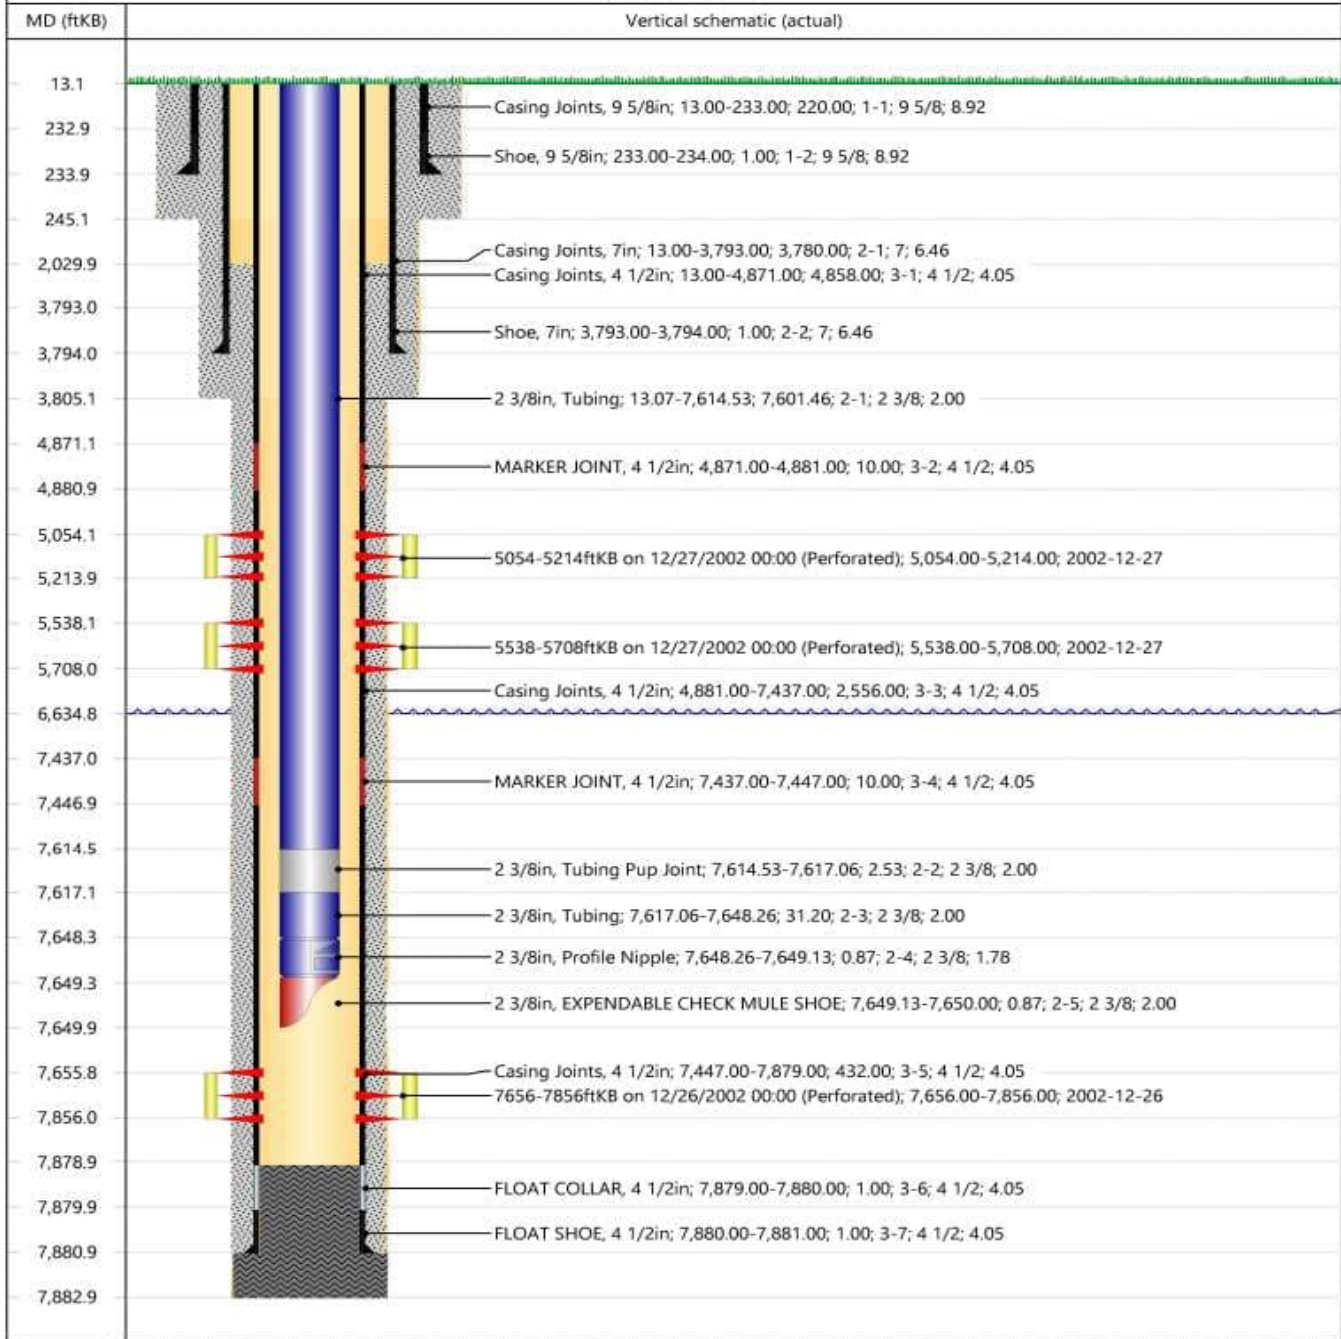 MD (ftKB) Vertical schematic (actual)
13.1
Casing Joints, 9 5/8in; 13.00-233.00; 220.00; 1-1; 9 5/8; 8.92
232.9
Shoe, 9 5/8in; 233.00-234.00; 1.00; 1-2; 9 5/8; 8.92
233.9
245.1
Casing Joints, 7in; 13.00-3,793.00; 3,780.00; 2-1; 7; 6.46
2,029.9
Casing Joints, 4 1/2in; 13.00-4,871.00; 4,858.00; 3-1; 4 1/2; 4.05
3,793.0
Shoe, 7in; 3,793.00-3,794.00; 1.00; 2-2; 7; 6.46
3,794.0
3,805.1 2 3/8in, Tubing; 13.07-7,614.53; 7,601.46; 2-1; 2 3/8; 2.00
4,871.1
MARKER JOINT, 4 1/2in; 4,871.00-4,881.00; 10.00; 3-2; 4 1/2; 4.05
4,880.9
5,054.1
5054-5214ftKB on 12/27/2002 00:00 (Perforated); 5,054.00-5,214.00; 2002-12-27
5,213.9
5,538.1
5538-5708ftKB on 12/27/2002 00:00 (Perforated); 5,538.00-5,708.00; 2002-12-27
5,708.0
Casing Joints, 4 1/2in; 4,881.00-7,437.00; 2,556.00; 3-3; 4 1/2; 4.05
6,634.8
7,437.0
MARKER JOINT, 4 1/2in; 7,437.00-7,447.00; 10.00; 3-4; 4 1/2; 4.05
7,446.9
7,614.5
2 3/8in, Tubing Pup Joint; 7,614.53-7,617.06; 2.53; 2-2; 2 3/8; 2.00
7,617.1
2 3/8in, Tubing; 7,617.06-7,648.26; 31.20; 2-3; 2 3/8; 2.00
7,648.3
2 3/8in, Profile Nipple; 7,648.26-7,649.13; 0.87; 2-4; 2 3/8; 1.78
7,649.3
2 3/8in, EXPENDABLE CHECK MULE SHOE; 7,649.13-7,650.00; 0.87; 2-5; 2 3/8; 2.00
7,649.9
7,655.8 Casing Joints, 4 1/2in; 7,447.00-7,879.00; 432.00; 3-5; 4 1/2; 4.05
7656-7856ftKB on 12/26/2002 00:00 (Perforated); 7,656.00-7,856.00; 2002-12-26
7,856.0
7,878.9
FLOAT COLLAR, 4 1/2in; 7,879.00-7,880.00; 1.00; 3-6; 4 1/2; 4.05
7,879.9
FLOAT SHOE, 4 1/2in; 7,880.00-7,881.00; 1.00; 3-7; 4 1/2; 4.05
7,880.9
7,882.9